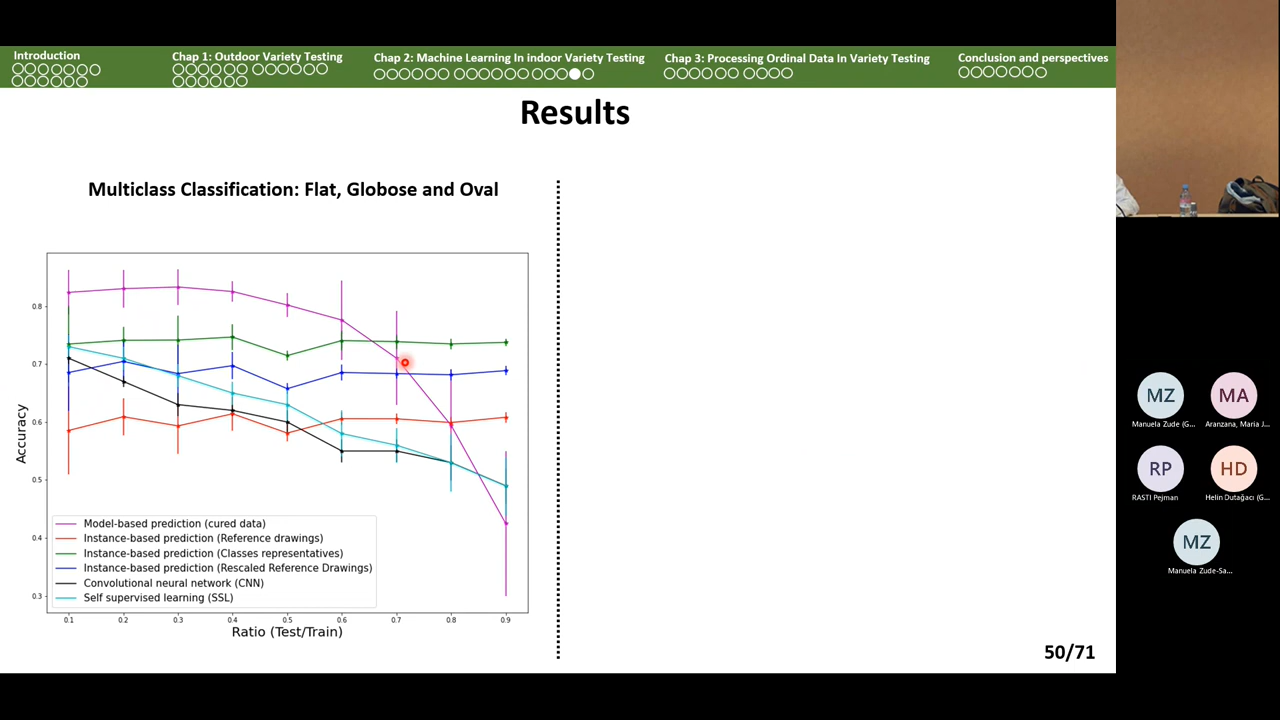 Introduction
Chap 1: Outdoor Variety Testing
Chap 2: Machine Learning In indoor Variety Testing
Chap 3: Processing Ordinal Data In Variety Testing
Conclusion and perspectives
Results
Multiclass Classification: Flat, Globose and Oval
Accuracy
0.8
0.7
0.6
0.5
0.4
0.3
Model-based prediction (cured data)
Instance-based prediction (Reference drawings)
Instance-based prediction (Classes representatives)
Instance-based prediction (Rescaled Reference Drawings)
Convolutional neural network (CNN)
Self supervised learning (SSL)
0.1 0.2 0.3 0.4 0.5 0.6 0.7 0.8 0.9
Ratio (Test/Train)
50/71
MZ
Manuela Zude (G...
MA
Aranzana, Maria J...
RP
RASTI Pejman
HD
Helin Dutağacı (G...
MZ
Manuela Zude-Sa...